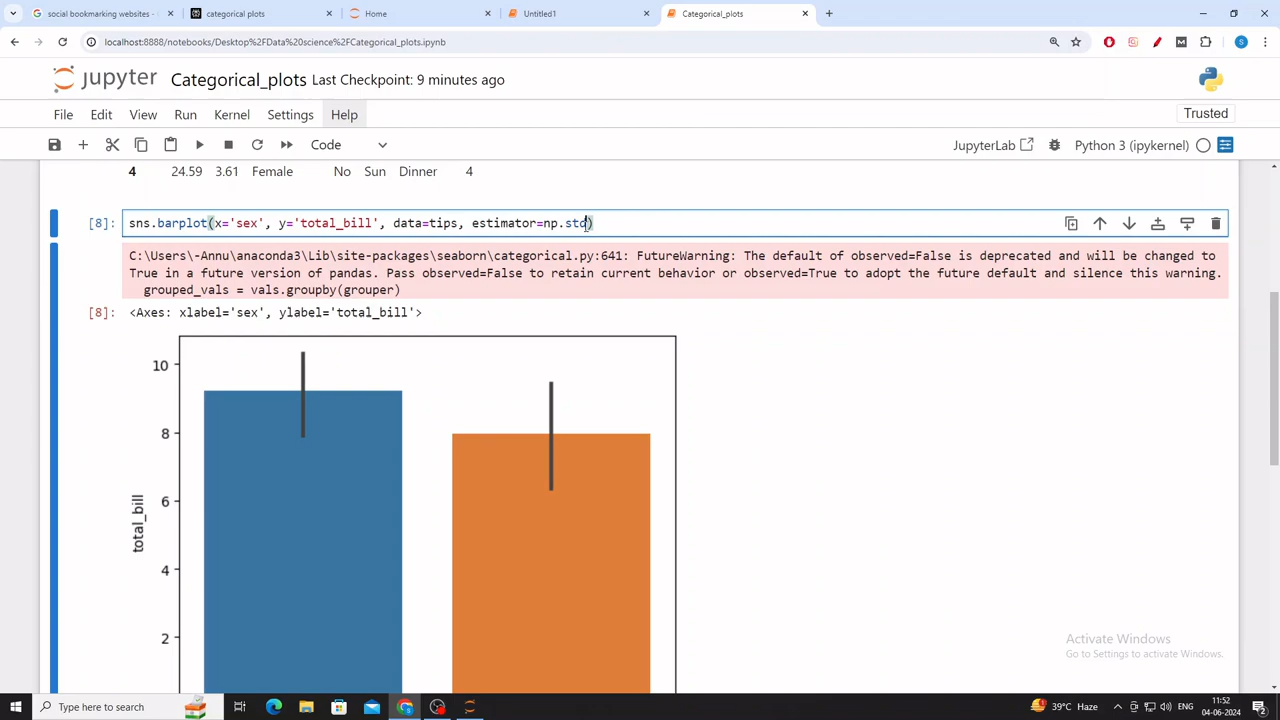 social bookmarking websites -
categorical plots
Home
Untitled1
Categorical_plots
localhost:8888/notebooks/Desktop%2FData%20science%2FCategorical_plots.ipynb
jupyter Categorical_plots Last Checkpoint: 9 minutes ago
File Edit View Run Kernel Settings Help
Trusted
Code
JupyterLab
Python 3 (ipykernel)
4 24.59 3.61 Female No Sun Dinner 4
[8]: sns.barplot(x='sex', y='total_bill', data=tips, estimator=np.std)
C:\Users\-Annu\anaconda3\Lib\site-packages\seaborn\categorical.py:641: FutureWarning: The default of observed=False is deprecated and will be changed to
True in a future version of pandas. Pass observed=False to retain current behavior or observed=True to adopt the future default and silence this warning.
grouped_vals = vals.groupby(grouper)
[8]: <Axes: xlabel='sex', ylabel='total_bill'>
10
8
6
4
2
total_bill
Activate Windows
Go to Settings to activate Windows.
Type here to search
39°C Haze
ENG
11:52
04-06-2024
2